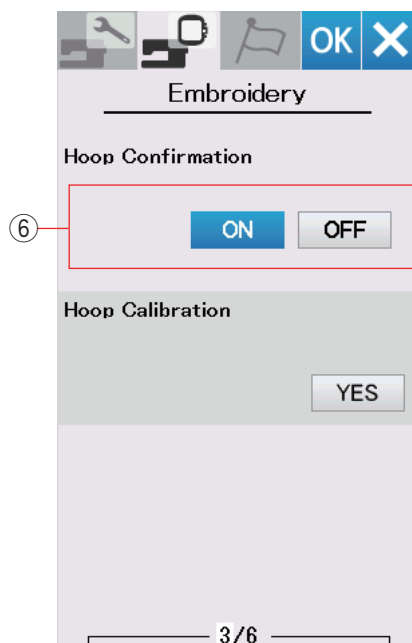 OK X
Embroidery
Hoop Confirmation
⑥
ON OFF
Hoop Calibration
YES
3/6